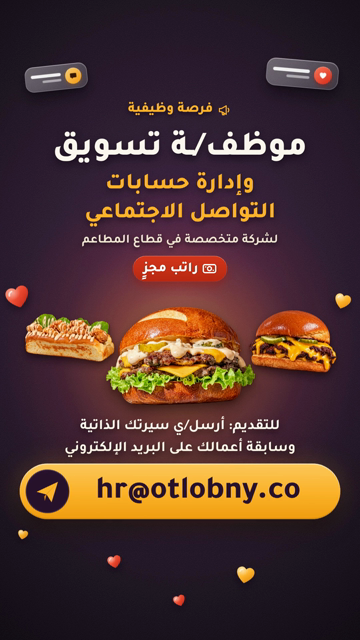 فرصة وظيفية
موظف/ة تسويق
وإدارة حسابات
التواصل الاجتماعي
لشركة متخصصة في قطاع المطاعم
راتب مجزٍ
للتقديم: أرسل/ي سيرتك الذاتية
وسابقة أعمالك على البريد الإلكتروني
hr@otlobny.co